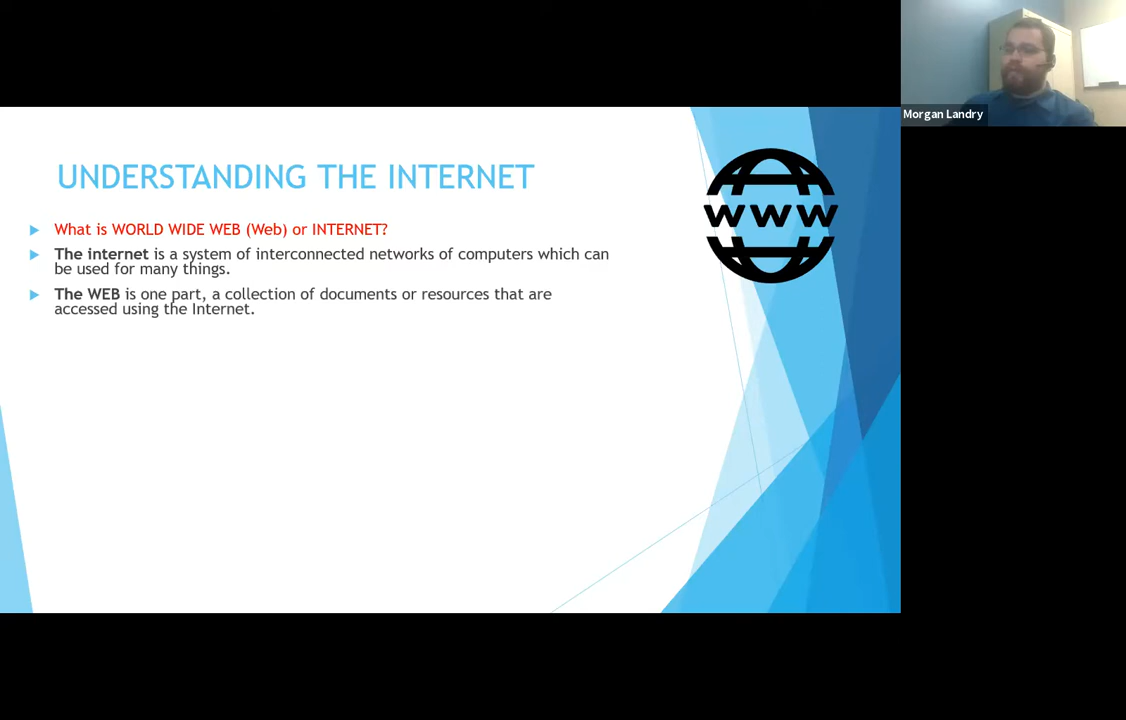 Morgan Landry
UNDERSTANDING THE INTERNET
What is WORLD WIDE WEB (Web) or INTERNET?
The internet is a system of interconnected networks of computers which can
be used for many things.
The WEB is one part, a collection of documents or resources that are
accessed using the Internet.
www